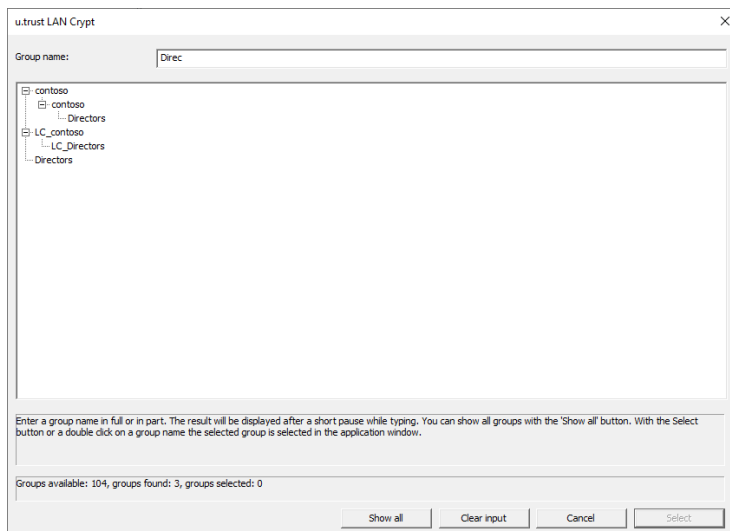 u.trust LAN Crypt
Group name:
Direc
contoso
contoso
Directors
LC_contoso
LC_Directors
Directors
Enter a group name in full or in part. The result will be displayed after a short pause while typing. You can show all groups with the 'Show all' button. With the Select
button or a double click on a group name the selected group is selected in the application window.
Groups available: 104, groups found: 3, groups selected: 0
Show all
Clear input
Cancel
Select